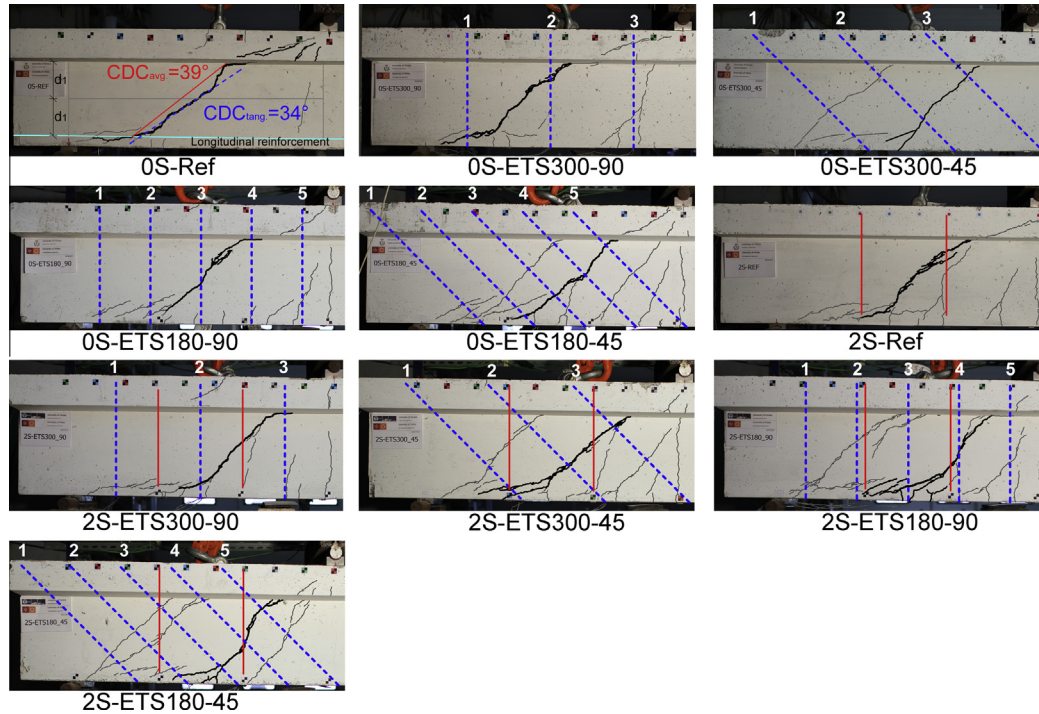 0S-REF
d₁
d₁
CDCavg.=39°
CDCtang.=34°
Longitudinal reinforcement
0S-Ref
1 2 3
0S-ETS300_90
0S-ETS300-90
1 2 3
0S-ETS300_45
0S-ETS300-45
1 2 3 4 5
0S-ETS180_90
0S-ETS180-90
1 2 3 4 5
0S-ETS180_45
0S-ETS180-45
2S-REF
2S-Ref
1 2 3
2S-ETS300_90
2S-ETS300-90
1 2 3
2S-ETS300_45
2S-ETS300-45
1 2 3 4 5
2S-ETS180_90
2S-ETS180-90
1 2 3 4 5
2S-ETS180_45
2S-ETS180-45